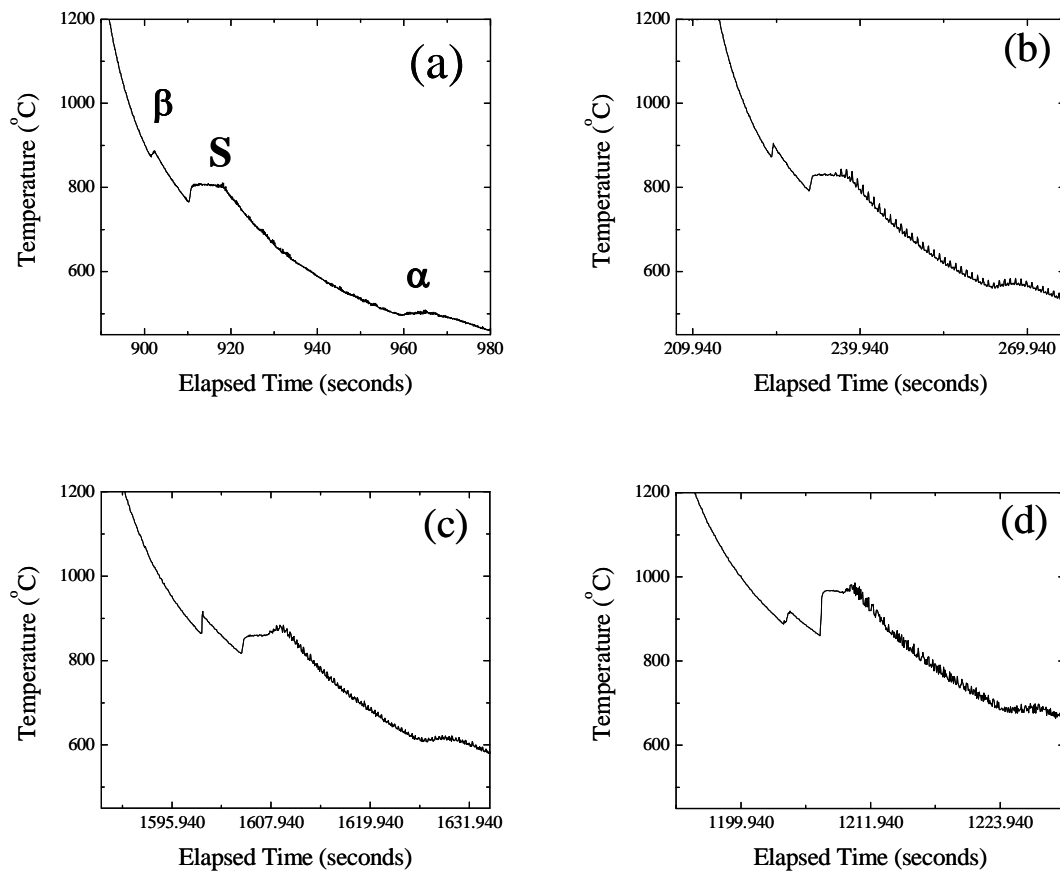 (a)
β
S
α
1200
1000
800
600
Temperature (°C)
900 920 940 960 980
Elapsed Time (seconds)
(b)
1200
1000
800
600
Temperature (°C)
209.940 239.940 269.940
Elapsed Time (seconds)
(c)
1200
1000
800
600
Temperature (°C)
1595.940 1607.940 1619.940 1631.940
Elapsed Time (seconds)
(d)
1200
1000
800
600
Temperature (°C)
1199.940 1211.940 1223.940
Elapsed Time (seconds)